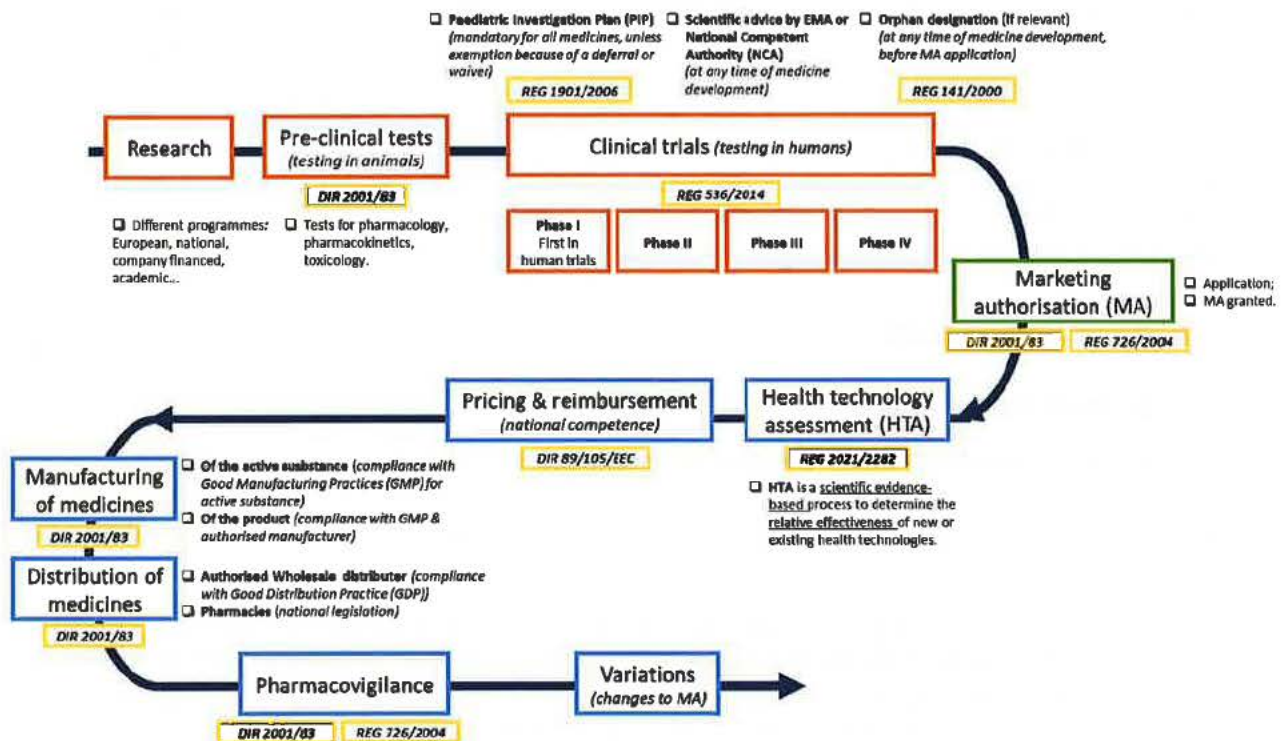 ❑ Paediatric Investigation Plan (PIP)
(mandatory for all medicines, unless
exemption because of a deferral or
waiver)
REG 1901/2006
❑ Scientific advice by EMA or
National Competent
Authority (NCA)
(at any time of medicine
development)
❑ Orphan designation (If relevant)
(at any time of medicine development,
before MA application)
REG 141/2000
Research
❑ Different programmes:
European, national,
company financed,
academic...
Pre-clinical tests
(testing in animals)
DIR 2001/83
❑ Tests for pharmacology,
pharmacokinetics,
toxicology.
Clinical trials (testing in humans)
REG 536/2014
Phase I
First in
human trials
Phase II
Phase III
Phase IV
Marketing
authorisation (MA)
❑ Application;
❑ MA granted.
DIR 2001/83
REG 726/2004
Health technology
assessment (HTA)
REG 2021/2282
❑ HTA is a scientific evidence-
based process to determine the
relative effectiveness of new or
existing health technologies.
Pricing & reimbursement
(national competence)
DIR 89/105/EEC
Manufacturing
of medicines
DIR 2001/83
❑ Of the active susbstance (compliance with
Good Manufacturing Practices (GMP) for
active substance)
❑ Of the product (compliance with GMP &
authorised manufacturer)
Distribution of
medicines
DIR 2001/83
❑ Authorised Wholesale distributer (compliance
with Good Distribution Practice (GDP))
❑ Pharmacies (national legislation)
Pharmacovigilance
DIR 2001/83
REG 726/2004
Variations
(changes to MA)